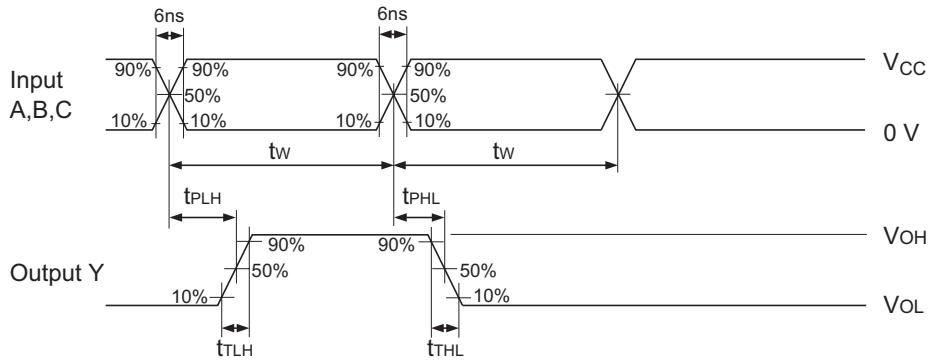 6ns 6ns
90% 90% 90% 90% VCC
Input
A,B,C
50% 50%
10% 10% 10% 10% 0 V
tW tW
tPLH tPHL
90% 90% VOH
Output Y
50% 50%
10% 10%
VOL
tTLH tTHL